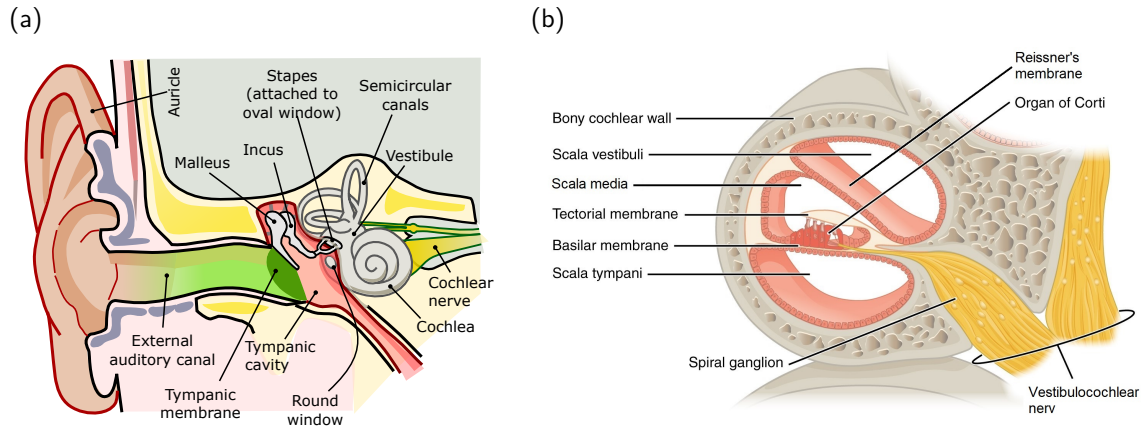 (a)
Auricle
Stapes
(attached to
oval window)
Semicircular
canals
Malleus
Incus
Vestibule
Cochlear
nerve
Cochlea
External
auditory canal
Tympanic
cavity
Tympanic
membrane
Round
window
(b)
Reissner's
membrane
Organ of Corti
Bony cochlear wall
Scala vestibuli
Scala media
Tectorial membrane
Basilar membrane
Scala tympani
Spiral ganglion
Vestibulocochlear
nerv